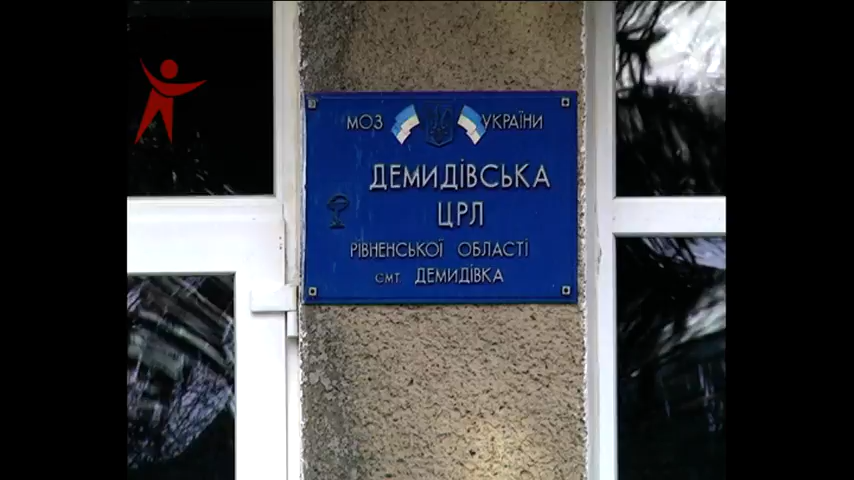 МОЗ УКРАЇНИ
ДЕМИДІВСЬКА
ЦРЛ
РІВНЕНСЬКОЇ ОБЛАСТІ
СМТ. ДЕМИДІВКА